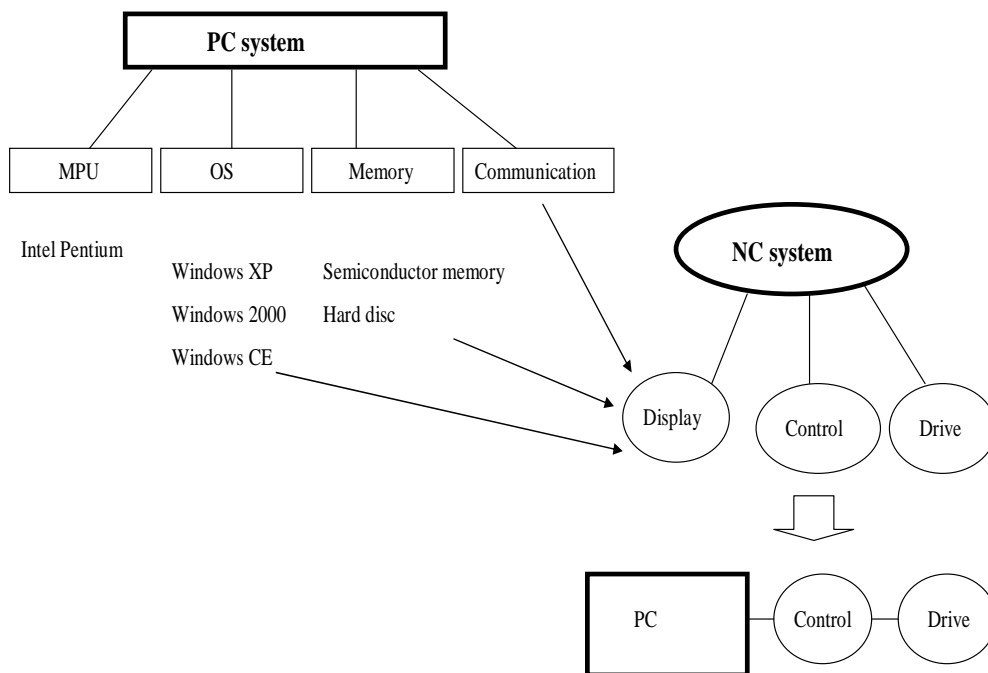 PC system
MPU
OS
Memory
Communication
Intel Pentium
NC system
Windows XP
Semiconductor memory
Windows 2000
Hard disc
Windows CE
Display
Control
Drive
PC
Control
Drive